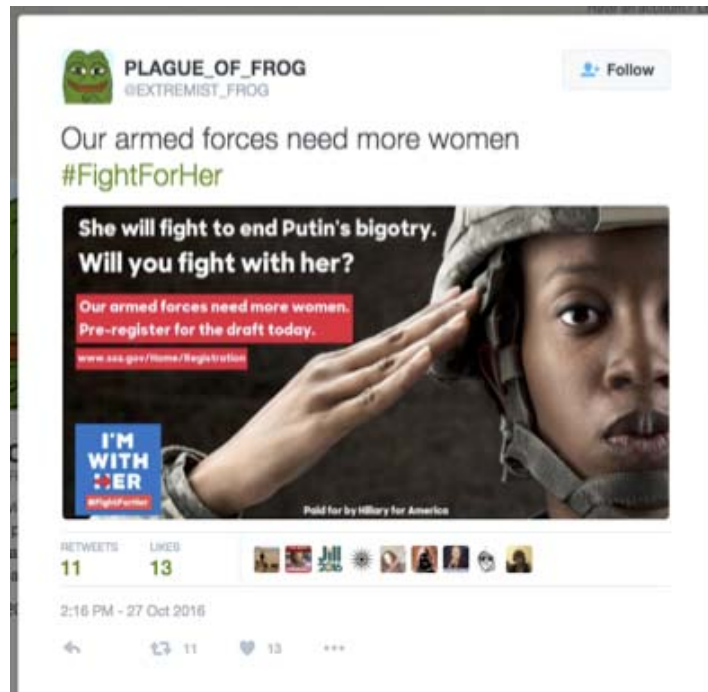 PLAGUE_OF_FROG
@EXTREMIST_FROG
Follow
Our armed forces need more women
#FightForHer
She will fight to end Putin's bigotry.
Will you fight with her?
Our armed forces need more women.
Pre-register for the draft today.
www.sss.gov/Home/Registration
I'M
WITH
HER
#FightForHer
Paid for by Hillary for America
RETWEETS LIKES
11 13
Jill
2016
2:16 PM - 27 Oct 2016
11 13